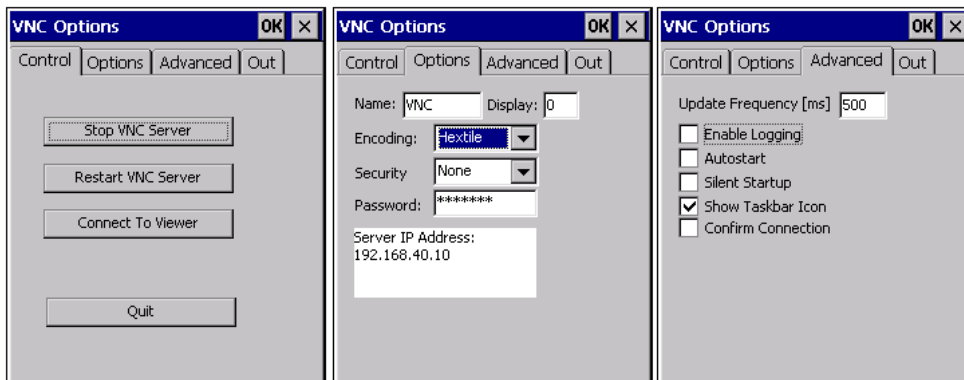 VNC Options OK ×
Control Options Advanced Out
Stop VNC Server
Restart VNC Server
Connect To Viewer
Quit
VNC Options OK ×
Control Options Advanced Out
Name: VNC Display: 0
Encoding: Hextile
Security None
Password: *******
Server IP Address:
192.168.40.10
VNC Options OK ×
Control Options Advanced Out
Update Frequency [ms] 500
Enable Logging
Autostart
Silent Startup
Show Taskbar Icon
Confirm Connection